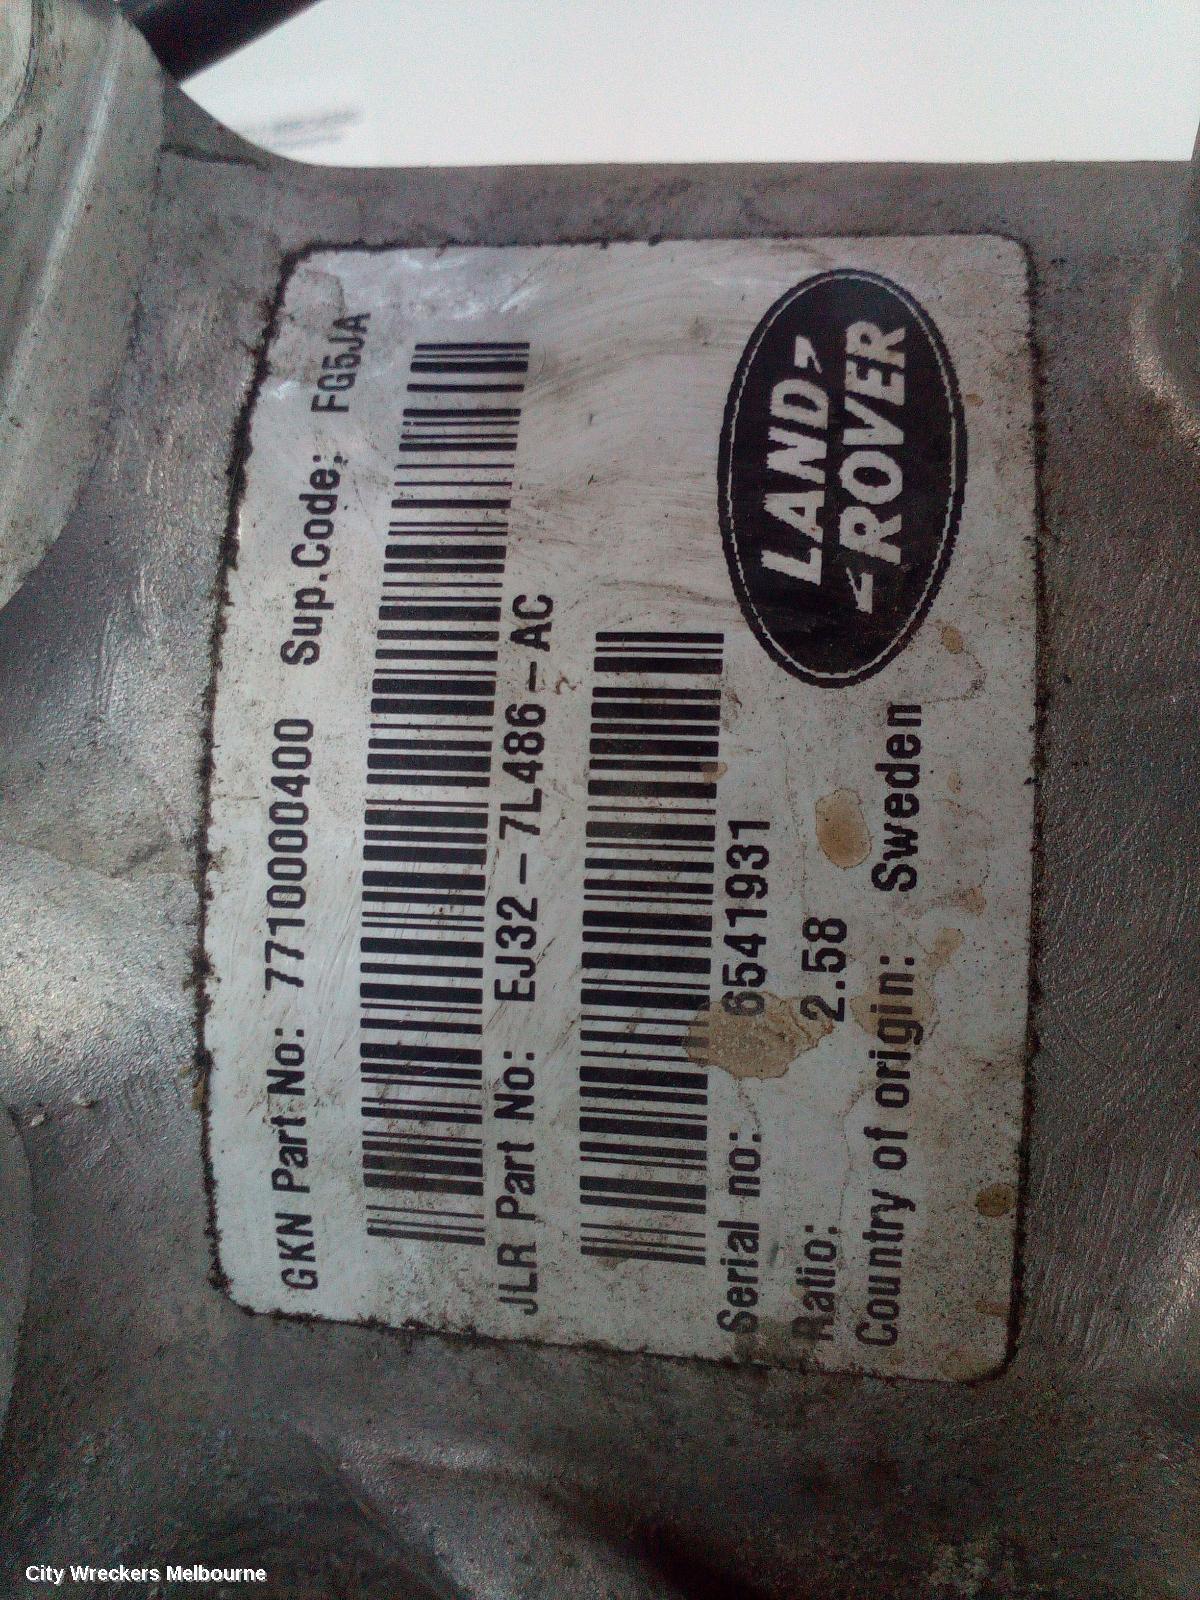 GKN Part No: 7710000400 Sup.Code: FG5JA
JLR Part No: EJ32-7L486-AC
Serial no: 6541931
Ratio: 2.58
Country of origin: Sweden
LAND
ROVER
City Wreckers Melbourne